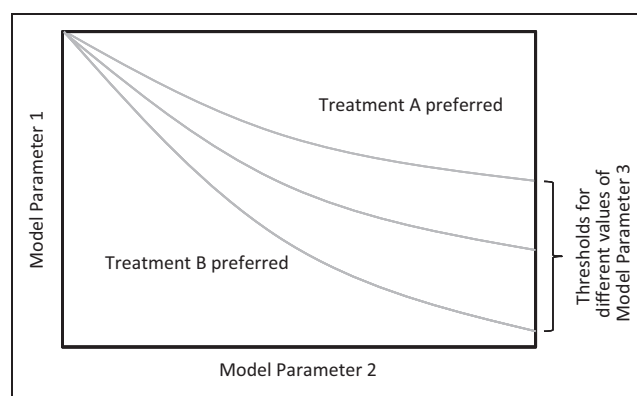 Model Parameter 1
Treatment A preferred
Treatment B preferred
Thresholds for
different values of
Model Parameter 3
Model Parameter 2